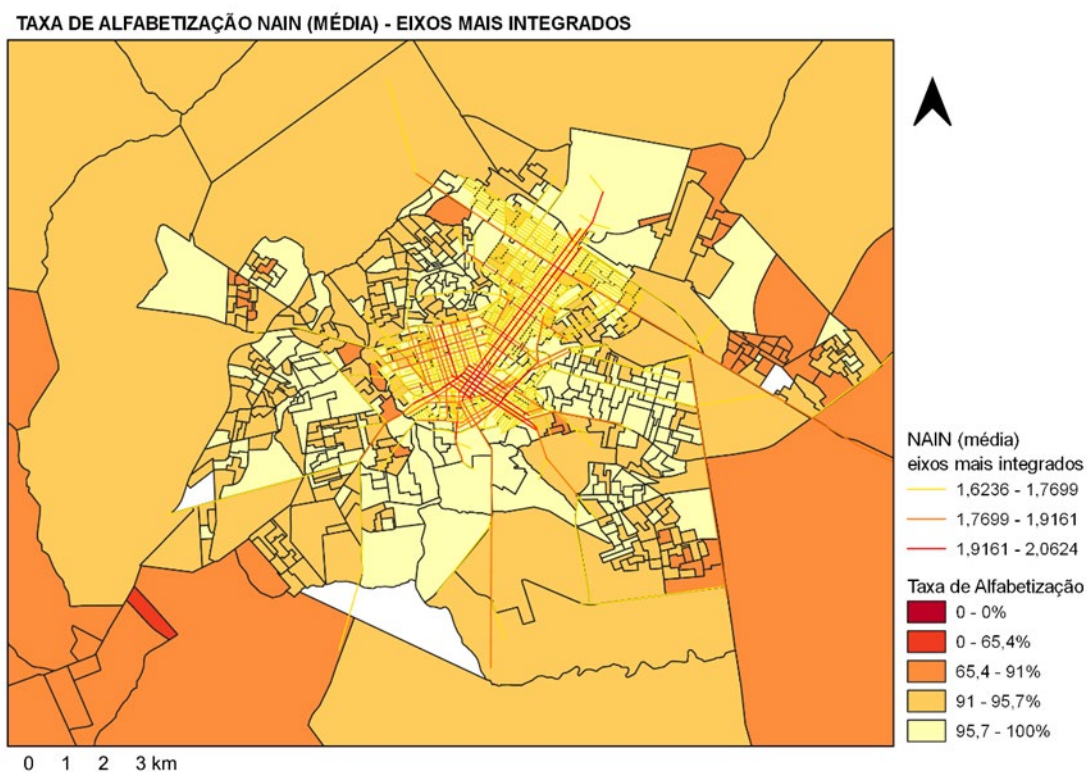 TAXA DE ALFABETIZAÇÃO NAIN (MÉDIA) - EIXOS MAIS INTEGRADOS
NAIN (média)
eixos mais integrados
1,6236 - 1,7699
1,7699 - 1,9161
1,9161 - 2,0624
Taxa de Alfabetização
0 - 0%
0 - 65,4%
65,4 - 91%
91 - 95,7%
95,7 - 100%
0 1 2 3 km